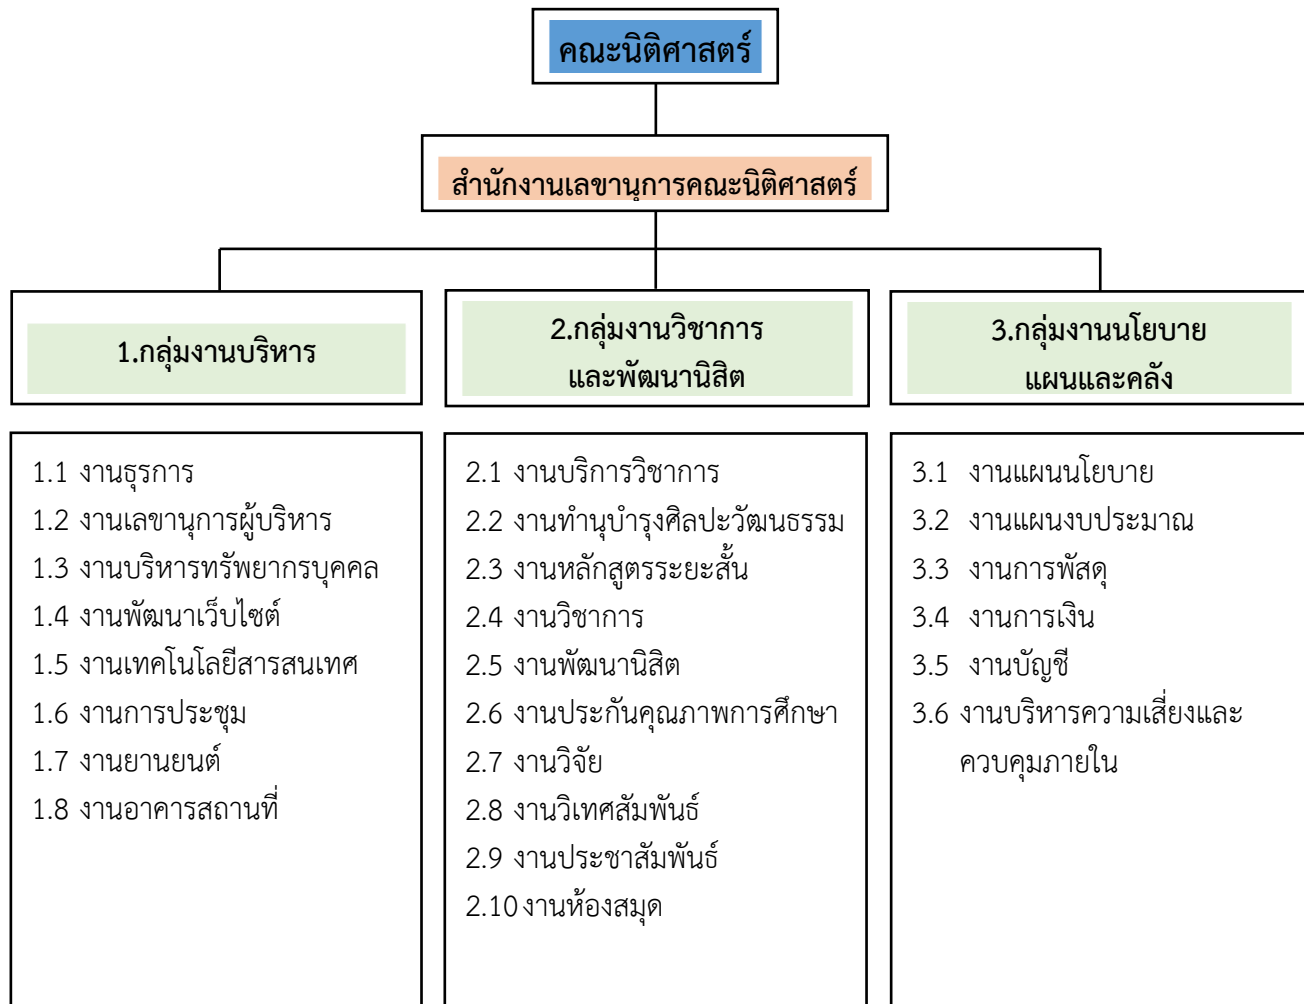 คณะนิติศาสตร์
สำนักงานเลขานุการคณะนิติศาสตร์
1.กลุ่มงานบริหาร
2.กลุ่มงานวิชาการ
และพัฒนานิสิต
3.กลุ่มงานนโยบาย
แผนและคลัง
1.1 งานธุรการ
1.2 งานเลขานุการผู้บริหาร
1.3 งานบริหารทรัพยากรบุคคล
1.4 งานพัฒนาเว็บไซต์
1.5 งานเทคโนโลยีสารสนเทศ
1.6 งานการประชุม
1.7 งานยานยนต์
1.8 งานอาคารสถานที่
2.1 งานบริการวิชาการ
2.2 งานทำนุบำรุงศิลปะวัฒนธรรม
2.3 งานหลักสูตรระยะสั้น
2.4 งานวิชาการ
2.5 งานพัฒนานิสิต
2.6 งานประกันคุณภาพการศึกษา
2.7 งานวิจัย
2.8 งานวิเทศสัมพันธ์
2.9 งานประชาสัมพันธ์
2.10 งานห้องสมุด
3.1 งานแผนนโยบาย
3.2 งานแผนงบประมาณ
3.3 งานการพัสดุ
3.4 งานการเงิน
3.5 งานบัญชี
3.6 งานบริหารความเสี่ยงและ
ควบคุมภายใน